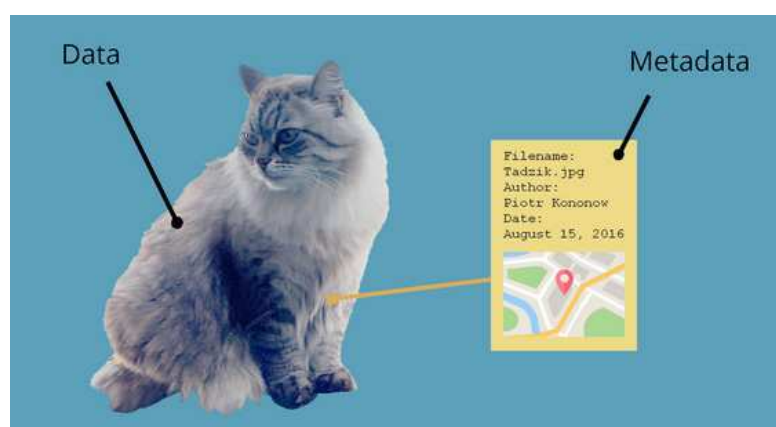 Data
Metadata
Filename:
Tadzik.jpg
Author:
Piotr Kononow
Date:
August 15, 2016